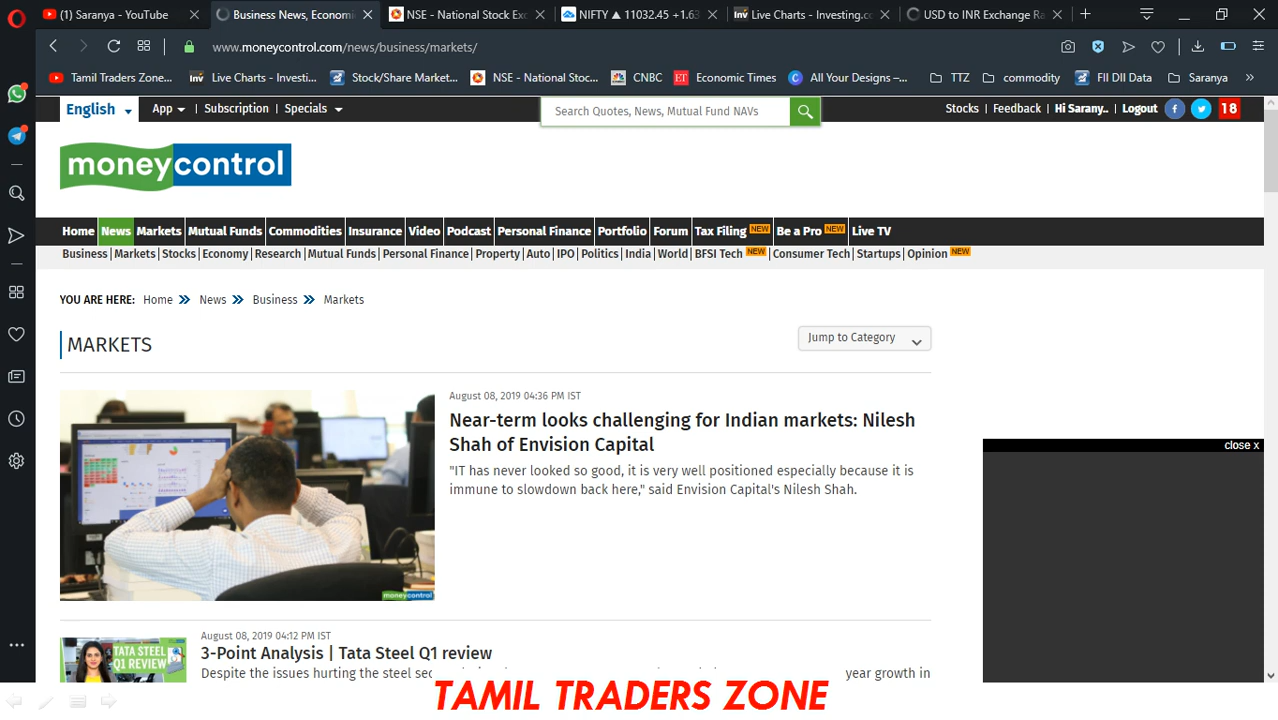 (1) Saranya - YouTube
Business News, Economi
NSE - National Stock Exc
NIFTY ▲ 11032.45 +1.63
Live Charts - Investing.co
USD to INR Exchange Ra
www.moneycontrol.com/news/business/markets/
Tamil Traders Zone...
Live Charts - Investi...
Stock/Share Market...
NSE - National Stoc...
CNBC
ET Economic Times
All Your Designs –...
TTZ
commodity
FII DII Data
Saranya
English
App
Subscription
Specials
Search Quotes, News, Mutual Fund NAVs
Stocks | Feedback | Hi Sarany.. | Logout
18
moneycontrol
Home News Markets Mutual Funds Commodities Insurance Video Podcast Personal Finance Portfolio Forum Tax Filing NEW Be a Pro NEW Live TV
Business | Markets | Stocks | Economy | Research | Mutual Funds | Personal Finance | Property | Auto | IPO | Politics | India | World | BFSI Tech NEW | Consumer Tech | Startups | Opinion NEW
YOU ARE HERE: Home » News » Business » Markets
MARKETS
Jump to Category
August 08, 2019 04:36 PM IST
Near-term looks challenging for Indian markets: Nilesh
Shah of Envision Capital
"IT has never looked so good, it is very well positioned especially because it is
immune to slowdown back here," said Envision Capital's Nilesh Shah.
close x
moneycontrol
TATA STEEL
Q1 REVIEW
August 08, 2019 04:12 PM IST
3-Point Analysis | Tata Steel Q1 review
Despite the issues hurting the steel
year growth in
TAMIL TRADERS ZONE